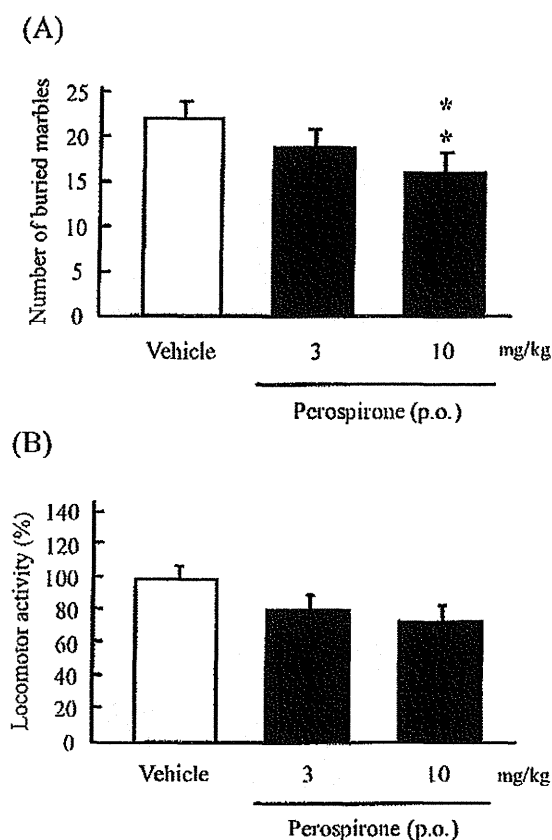 (A)
Number of buried marbles
25
20
15
10
5
0
*
*
Vehicle
3
10
mg/kg
Perospirone (p.o.)
(B)
Locomotor activity (%)
140
120
100
80
60
40
20
0
Vehicle
3
10
mg/kg
Perospirone (p.o.)